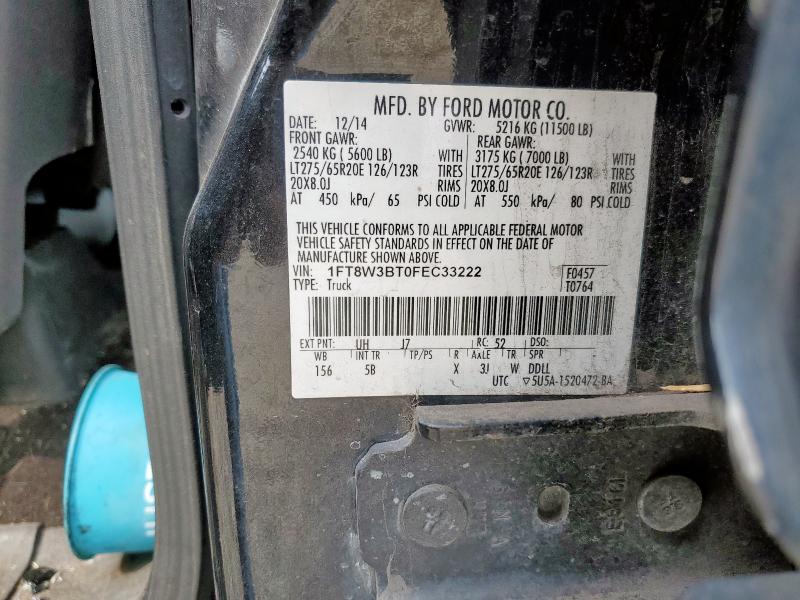 MFD. BY FORD MOTOR CO.
DATE: 12/14 GVWR: 5216 KG (11500 LB)
FRONT GAWR: REAR GAWR:
2540 KG ( 5600 LB) WITH 3175 KG ( 7000 LB) WITH
LT275/65R20E 126/123R TIRES LT275/65R20E 126/123R TIRES
20X8.0J RIMS 20X8.0J RIMS
AT 450 kPa/ 65 PSI COLD AT 550 kPa/ 80 PSI COLD
THIS VEHICLE CONFORMS TO ALL APPLICABLE FEDERAL MOTOR
VEHICLE SAFETY STANDARDS IN EFFECT ON THE DATE OF
MANUFACTURE SHOWN ABOVE.
VIN: 1FT8W3BT0FEC33222 F0457
TYPE: Truck T0764
EXT PNT: UH J7 RC: 52 DSO:
WB INT TR TP/PS R AXLE TR SPR
156 5B X 3J W DDLL
UTC ▽5U5A-1520472-BA